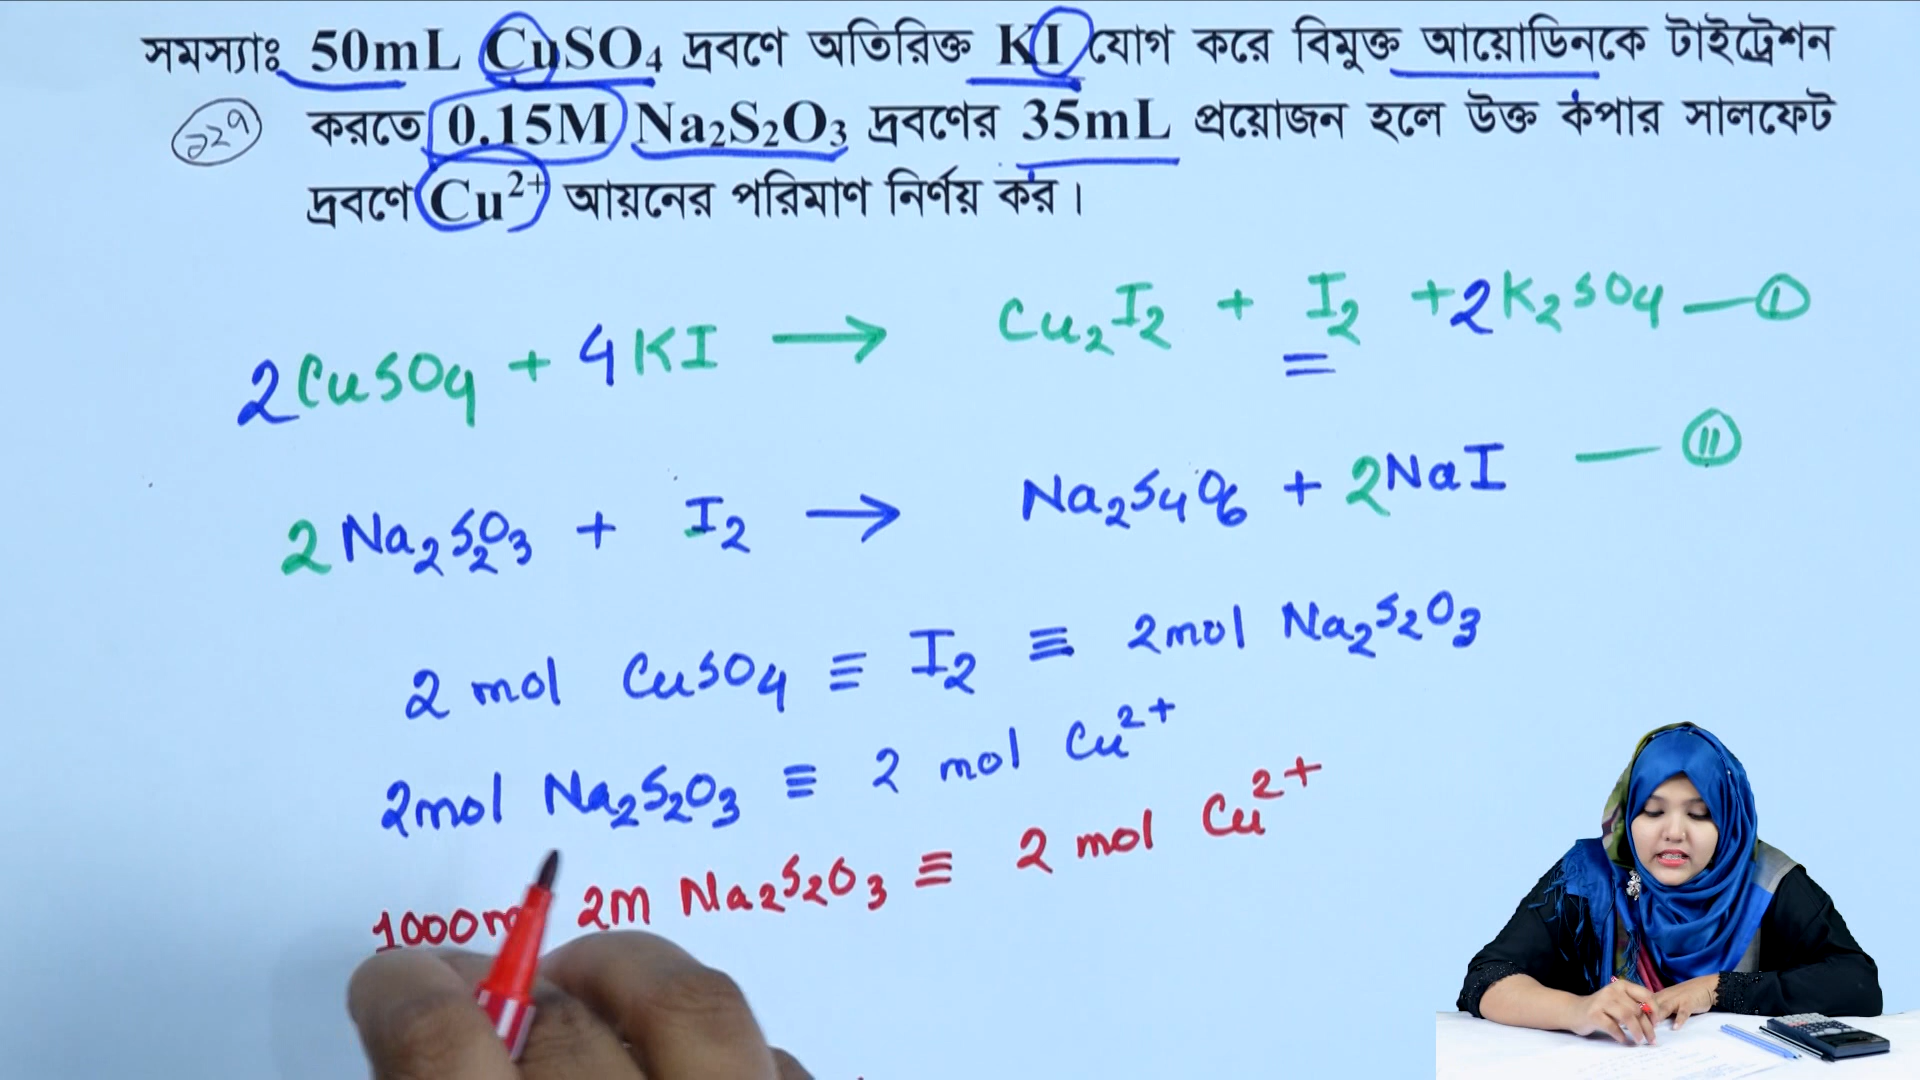 সমস্যাঃ 50mL CuSO₄ দ্রবণে অতিরিক্ত KI যোগ করে বিমুক্ত আয়োডিনকে টাইট্রেশন
করতে 0.15M Na₂S₂O₃ দ্রবণের 35mL প্রয়োজন হলে উক্ত কপার সালফেট
দ্রবণে Cu²⁺ আয়নের পরিমাণ নির্ণয় কর।
2CuSO₄ + 4KI → Cu₂I₂ + I₂ + 2K₂SO₄ — I
2Na₂S₂O₃ + I₂ → Na₂S₄O₆ + 2NaI — II
2 mol CuSO₄ ≡ I₂ ≡ 2mol Na₂S₂O₃
2mol Na₂S₂O₃ ≡ 2 mol Cu²⁺
1000m 2M Na₂S₂O₃ ≡ 2 mol Cu²⁺